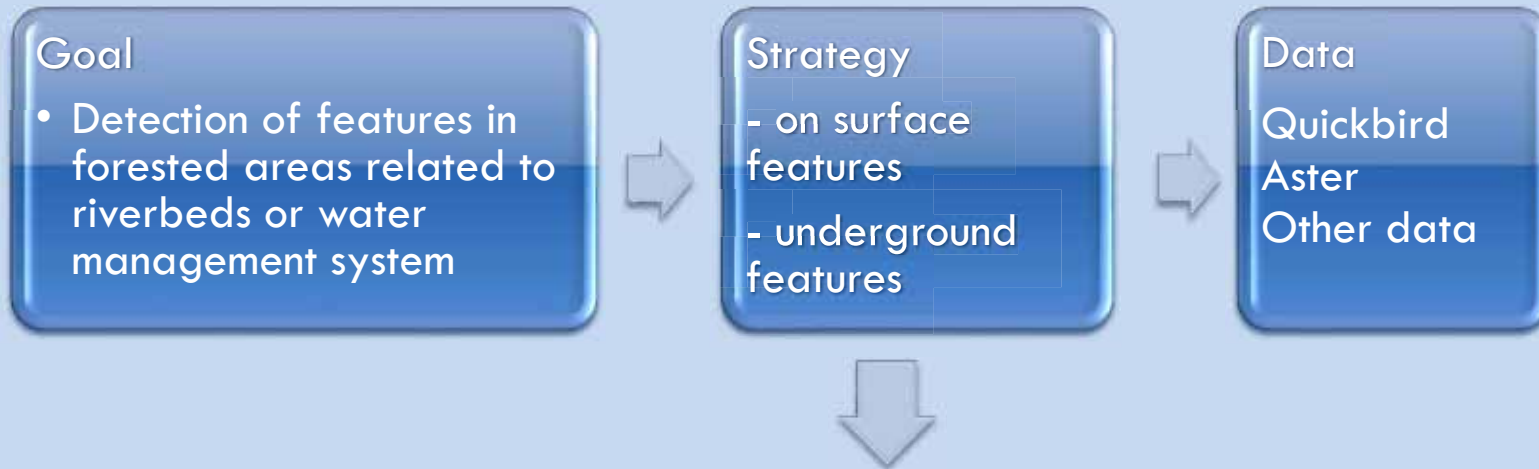 Goal
• Detection of features in
forested areas related to
riverbeds or water
management system
Strategy
- on surface
features
- underground
features
Data
Quickbird
Aster
Other data